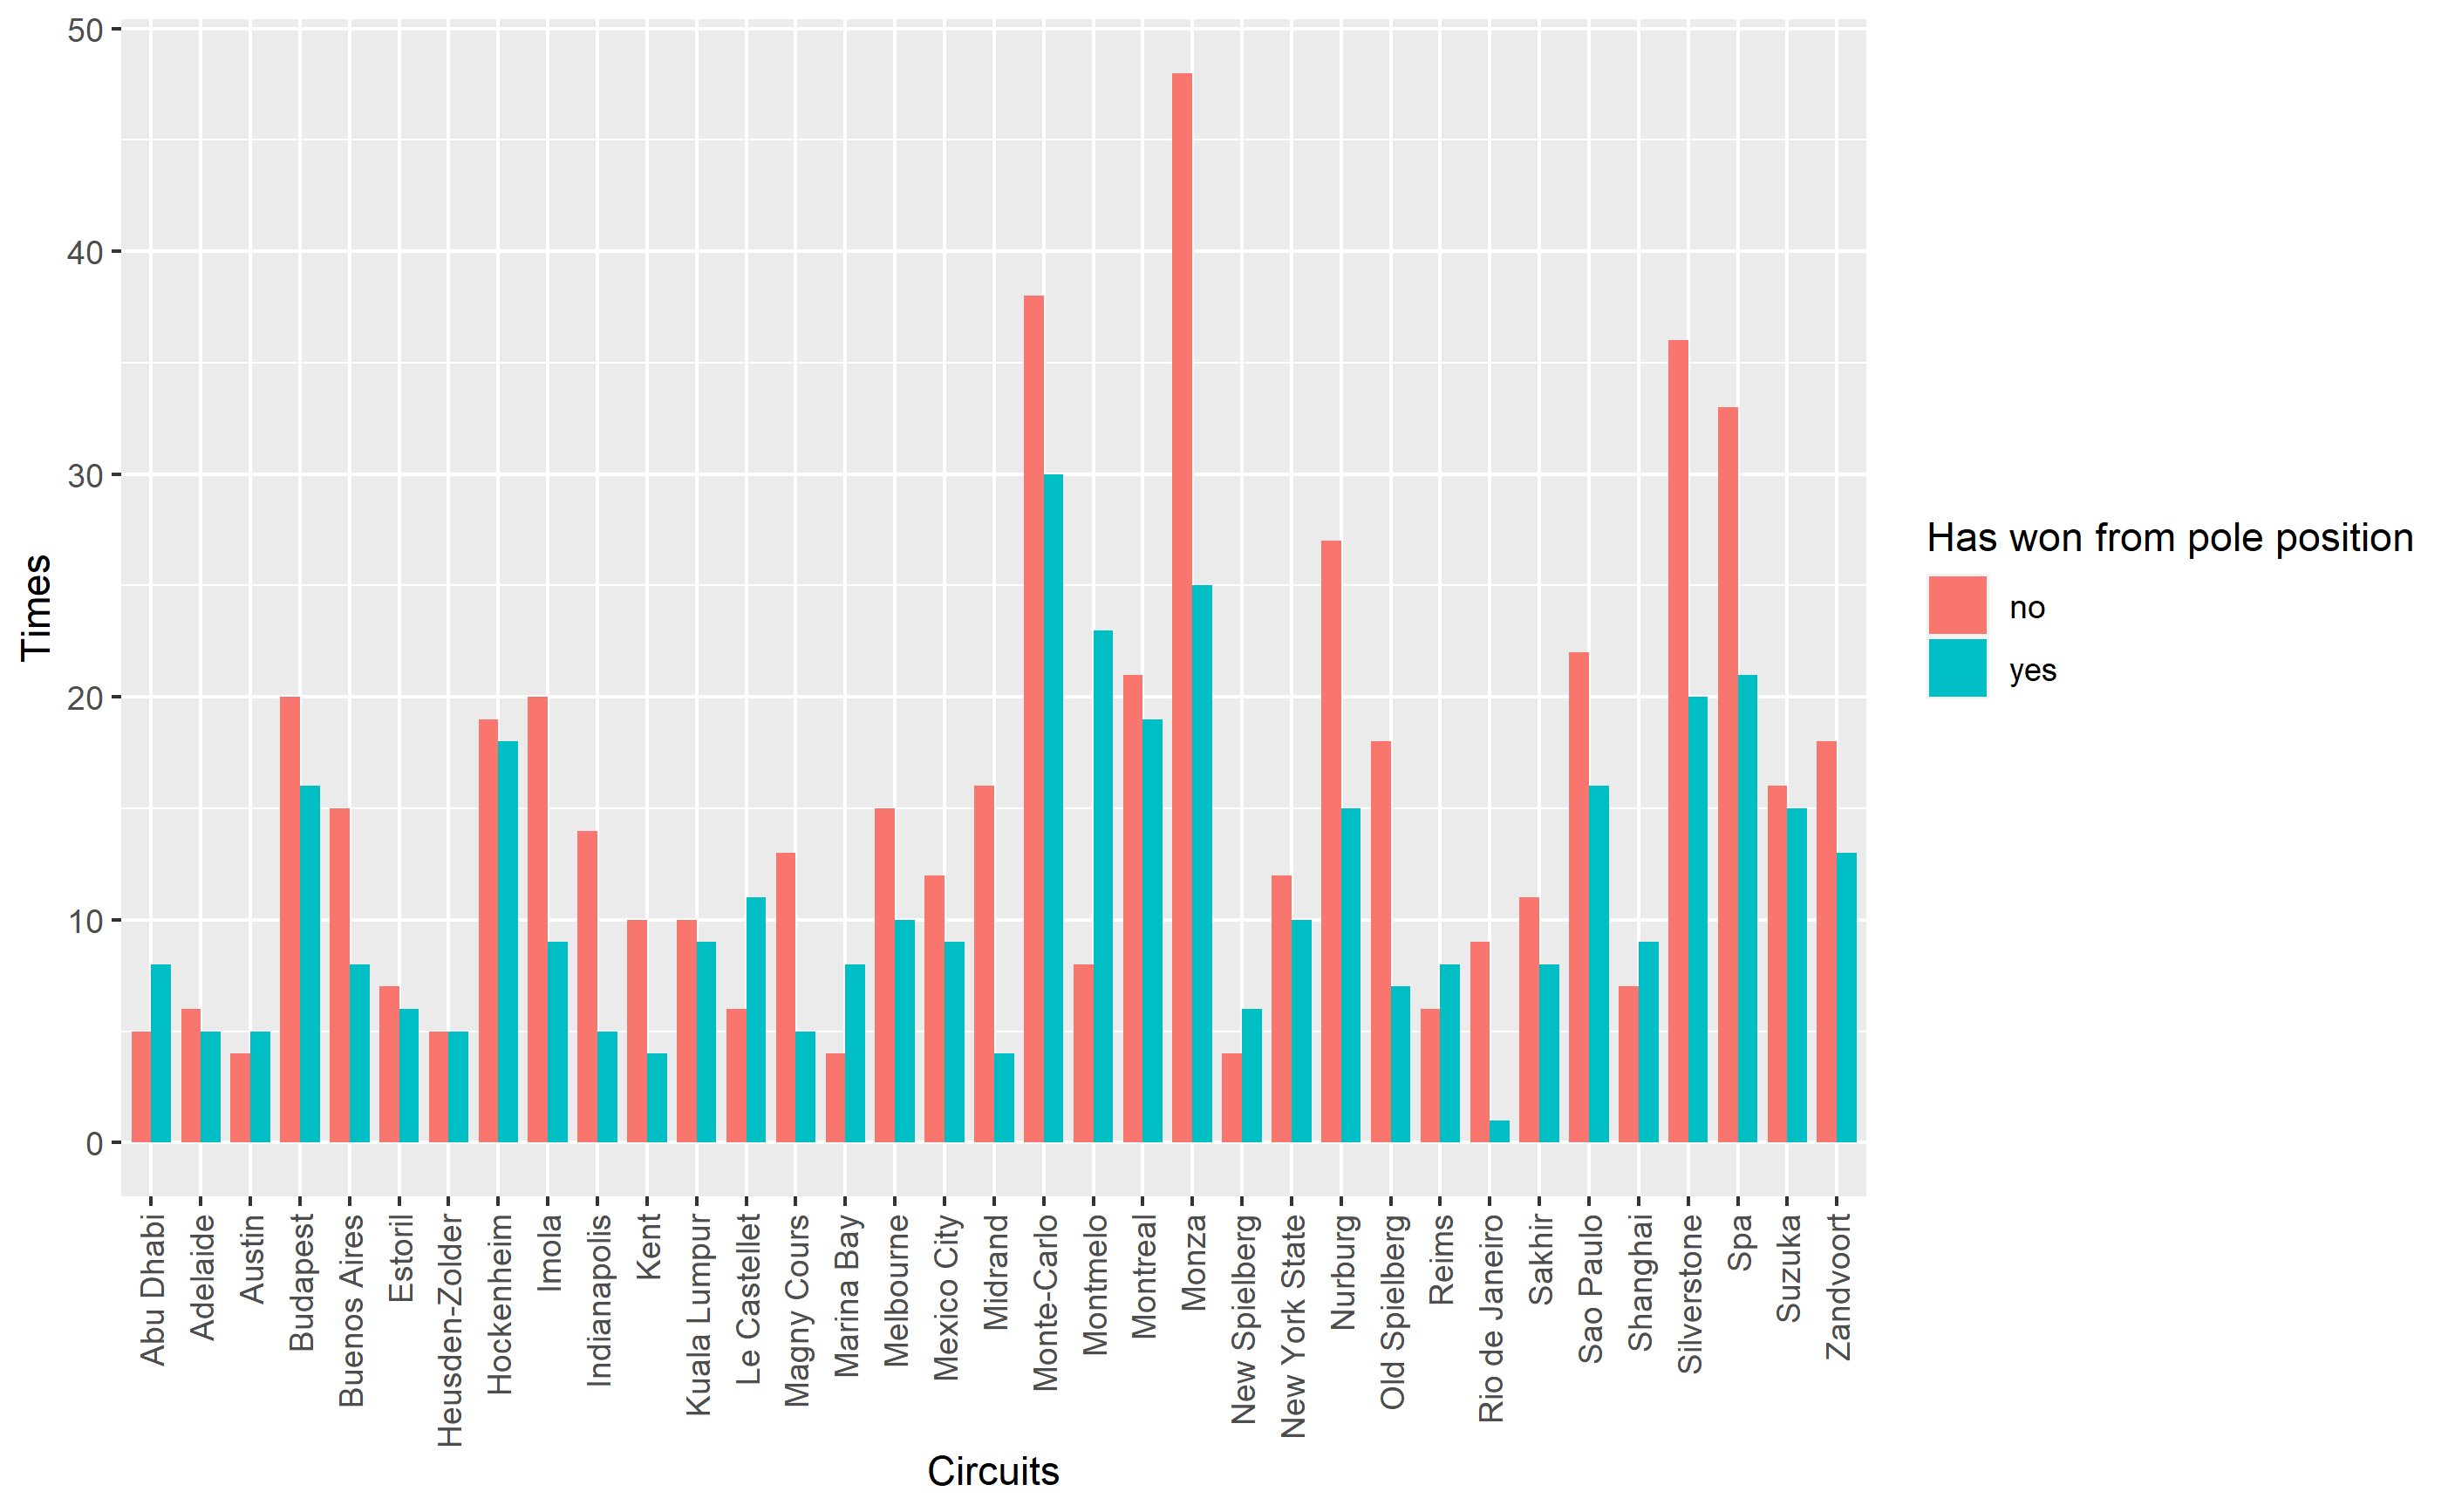 50
40
30
20
10
0
Times
Abu Dhabi
Adelaide
Austin
Budapest
Buenos Aires
Estoril
Heusden-Zolder
Hockenheim
Imola
Indianapolis
Kent
Kuala Lumpur
Le Castellet
Magny Cours
Marina Bay
Melbourne
Mexico City
Midrand
Monte-Carlo
Montmelo
Montreal
Monza
New Spielberg
New York State
Nurburg
Old Spielberg
Reims
Rio de Janeiro
Sakhir
Sao Paulo
Shanghai
Silverstone
Spa
Suzuka
Zandvoort
Circuits
Has won from pole position
no
yes